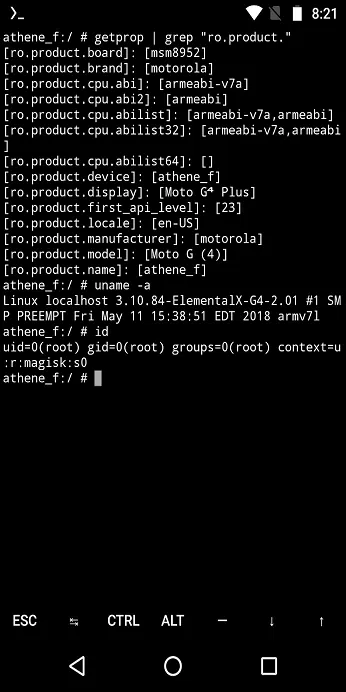 8:21
athene_f:/ # getprop | grep "ro.product."
[ro.product.board]: [msm8952]
[ro.product.brand]: [motorola]
[ro.product.cpu.abi]: [armeabi-v7a]
[ro.product.cpu.abi2]: [armeabi]
[ro.product.cpu.abilist]: [armeabi-v7a,armeabi]
[ro.product.cpu.abilist32]: [armeabi-v7a,armeabi
]
[ro.product.cpu.abilist64]: []
[ro.product.device]: [athene_f]
[ro.product.display]: [Moto G⁴ Plus]
[ro.product.first_api_level]: [23]
[ro.product.locale]: [en-US]
[ro.product.manufacturer]: [motorola]
[ro.product.model]: [Moto G (4)]
[ro.product.name]: [athene_f]
athene_f:/ # uname -a
Linux localhost 3.10.84-ElementalX-G4-2.01 #1 SM
P PREEMPT Fri May 11 15:38:51 EDT 2018 armv7l
athene_f:/ # id
uid=0(root) gid=0(root) groups=0(root) context=u
:r:magisk:s0
athene_f:/ #
ESC ↹ CTRL ALT — ↓ ↑